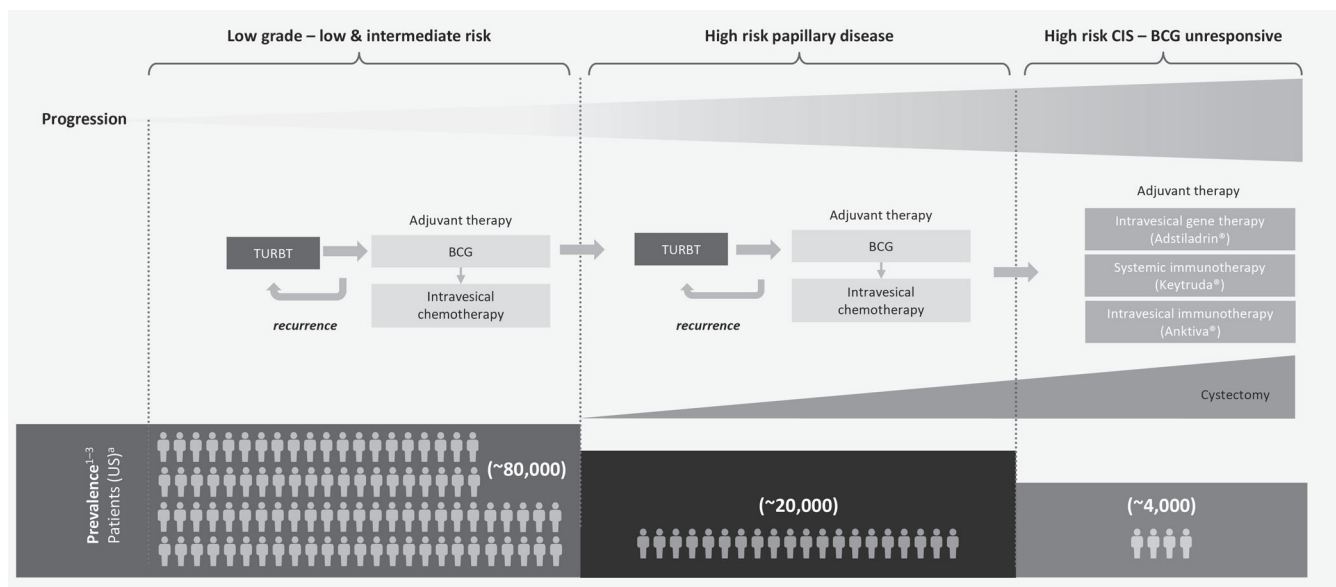 Low grade – low & intermediate risk
High risk papillary disease
High risk CIS – BCG unresponsive
Progression
TURBT
Adjuvant therapy
BCG
Intravesical
chemotherapy
recurrence
TURBT
Adjuvant therapy
BCG
Intravesical
chemotherapy
recurrence
Adjuvant therapy
Intravesical gene therapy
(Adstiladrin®)
Systemic immunotherapy
(Keytruda®)
Intravesical immunotherapy
(Anktiva®)
Cystectomy
Prevalence¹⁻³
Patients (US)ᵃ
(~80,000)
(~20,000)
(~4,000)